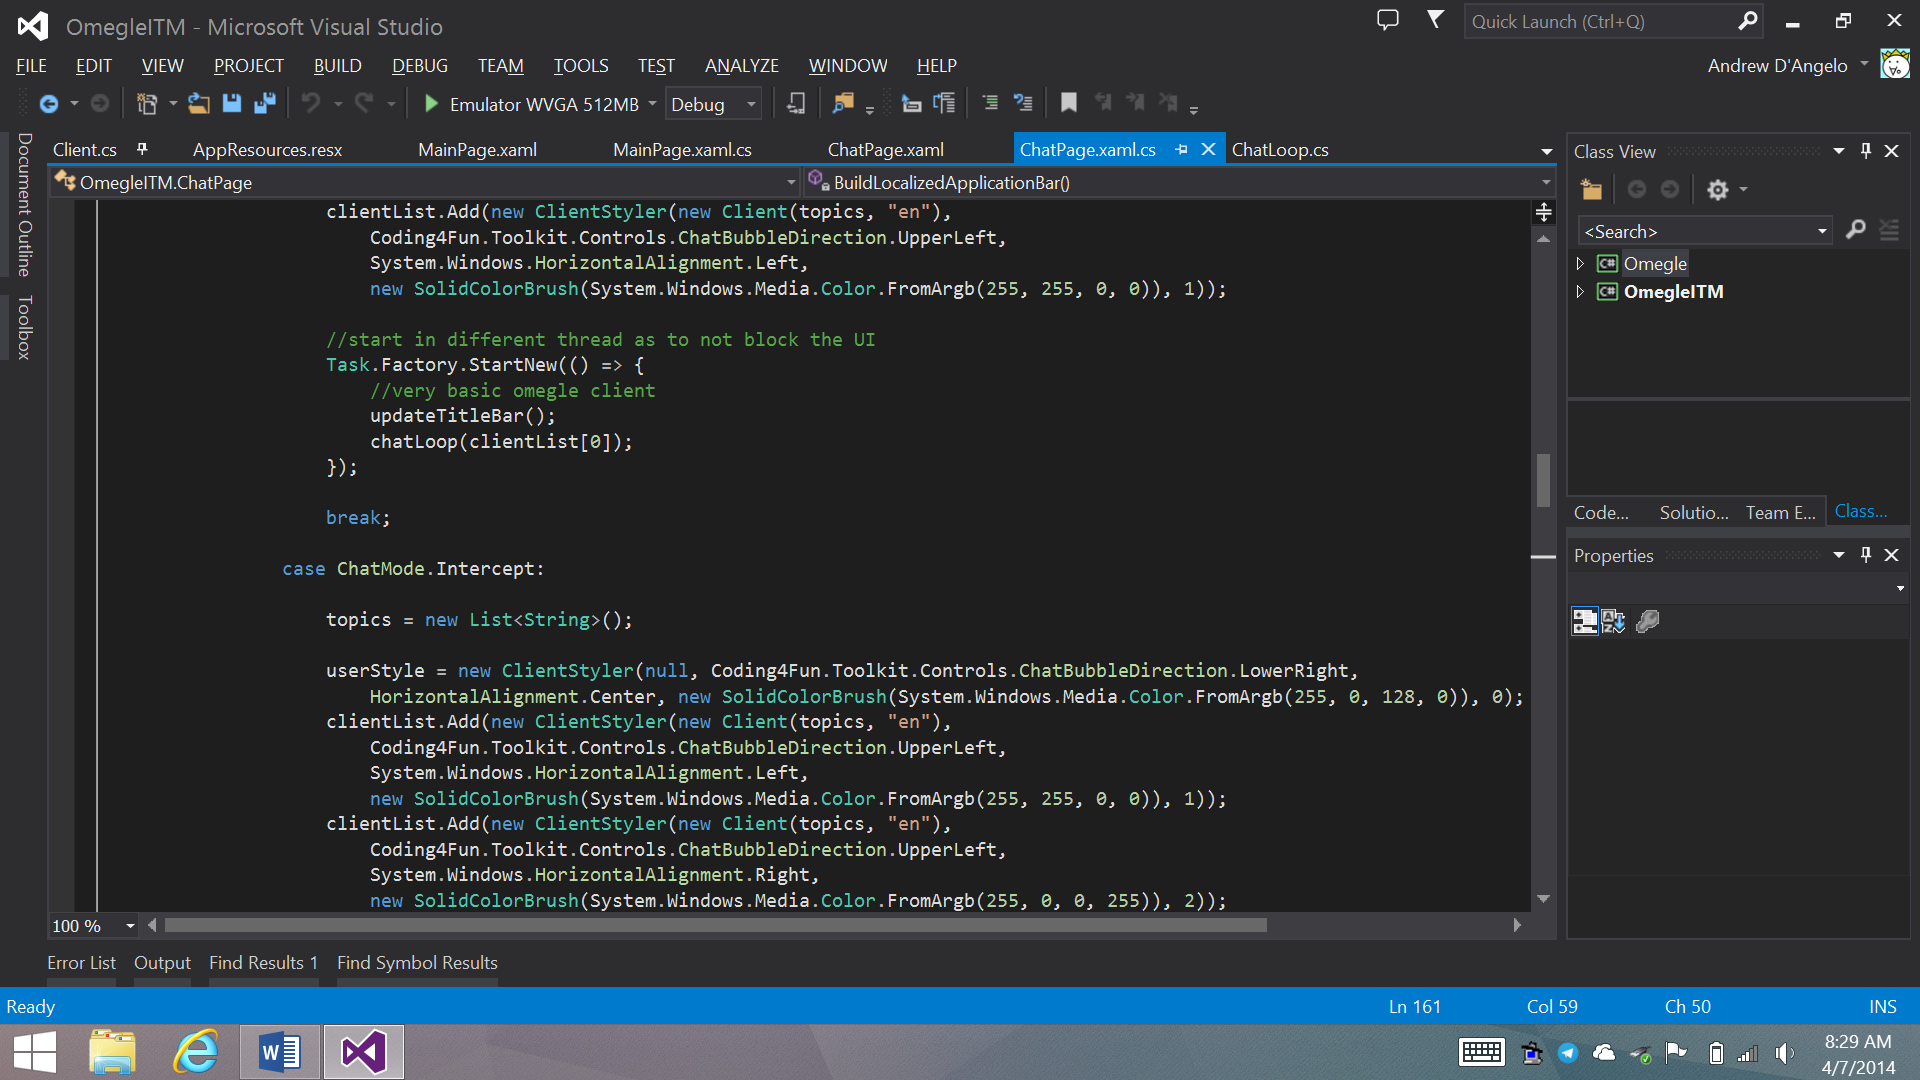 OmegleITM - Microsoft Visual Studio
Quick Launch (Ctrl+Q)
FILE EDIT VIEW PROJECT BUILD DEBUG TEAM TOOLS TEST ANALYZE WINDOW HELP
Andrew D'Angelo
Emulator WVGA 512MB Debug
Document Outline
Toolbox
Client.cs AppResources.resx MainPage.xaml MainPage.xaml.cs ChatPage.xaml ChatPage.xaml.cs ChatLoop.cs
OmegleITM.ChatPage BuildLocalizedApplicationBar()
clientList.Add(new ClientStyler(new Client(topics, "en"),
Coding4Fun.Toolkit.Controls.ChatBubbleDirection.UpperLeft,
System.Windows.HorizontalAlignment.Left,
new SolidColorBrush(System.Windows.Media.Color.FromArgb(255, 255, 0, 0)), 1));
//start in different thread as to not block the UI
Task.Factory.StartNew(() => {
//very basic omegle client
updateTitleBar();
chatLoop(clientList[0]);
});
break;
case ChatMode.Intercept:
topics = new List<String>();
userStyle = new ClientStyler(null, Coding4Fun.Toolkit.Controls.ChatBubbleDirection.LowerRight,
HorizontalAlignment.Center, new SolidColorBrush(System.Windows.Media.Color.FromArgb(255, 0, 128, 0)), 0);
clientList.Add(new ClientStyler(new Client(topics, "en"),
Coding4Fun.Toolkit.Controls.ChatBubbleDirection.UpperLeft,
System.Windows.HorizontalAlignment.Left,
new SolidColorBrush(System.Windows.Media.Color.FromArgb(255, 255, 0, 0)), 1));
clientList.Add(new ClientStyler(new Client(topics, "en"),
Coding4Fun.Toolkit.Controls.ChatBubbleDirection.UpperLeft,
System.Windows.HorizontalAlignment.Right,
new SolidColorBrush(System.Windows.Media.Color.FromArgb(255, 0, 0, 255)), 2));
100 %
Class View
<Search>
C# Omegle
C# OmegleITM
Code... Solutio... Team E... Class...
Properties
Error List Output Find Results 1 Find Symbol Results
Ready Ln 161 Col 59 Ch 50 INS
8:29 AM
4/7/2014